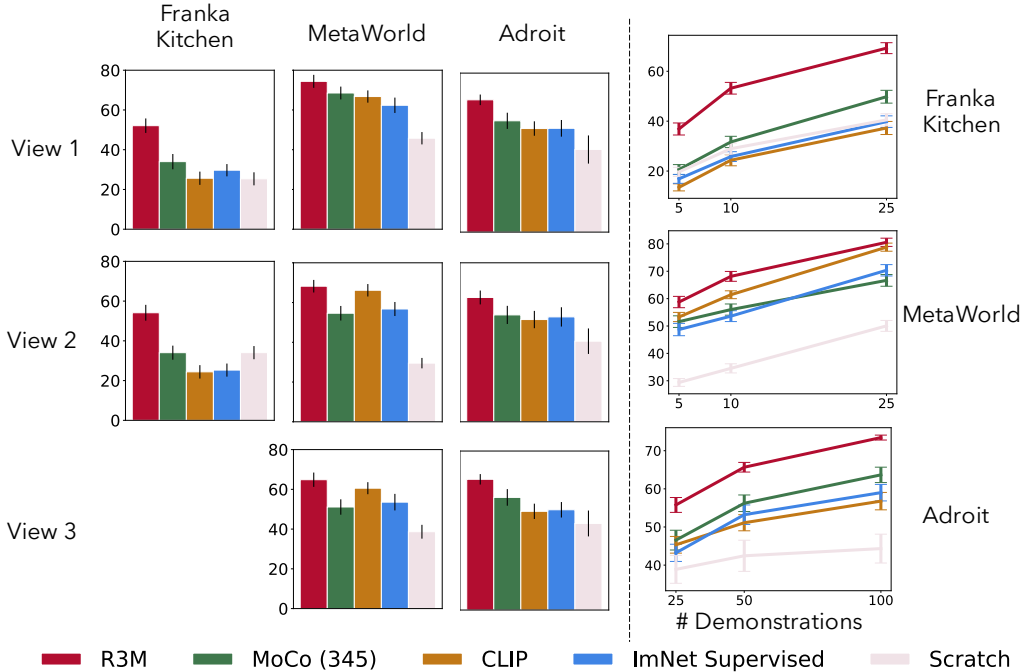 Franka
Kitchen
MetaWorld
Adroit
View 1
80
60
40
20
0
View 2
80
60
40
20
0
View 3
80
60
40
20
0
60
40
20
5
10
25
Franka
Kitchen
80
70
60
50
40
30
5
10
25
MetaWorld
70
60
50
40
25
50
100
# Demonstrations
Adroit
R3M
MoCo (345)
CLIP
ImNet Supervised
Scratch